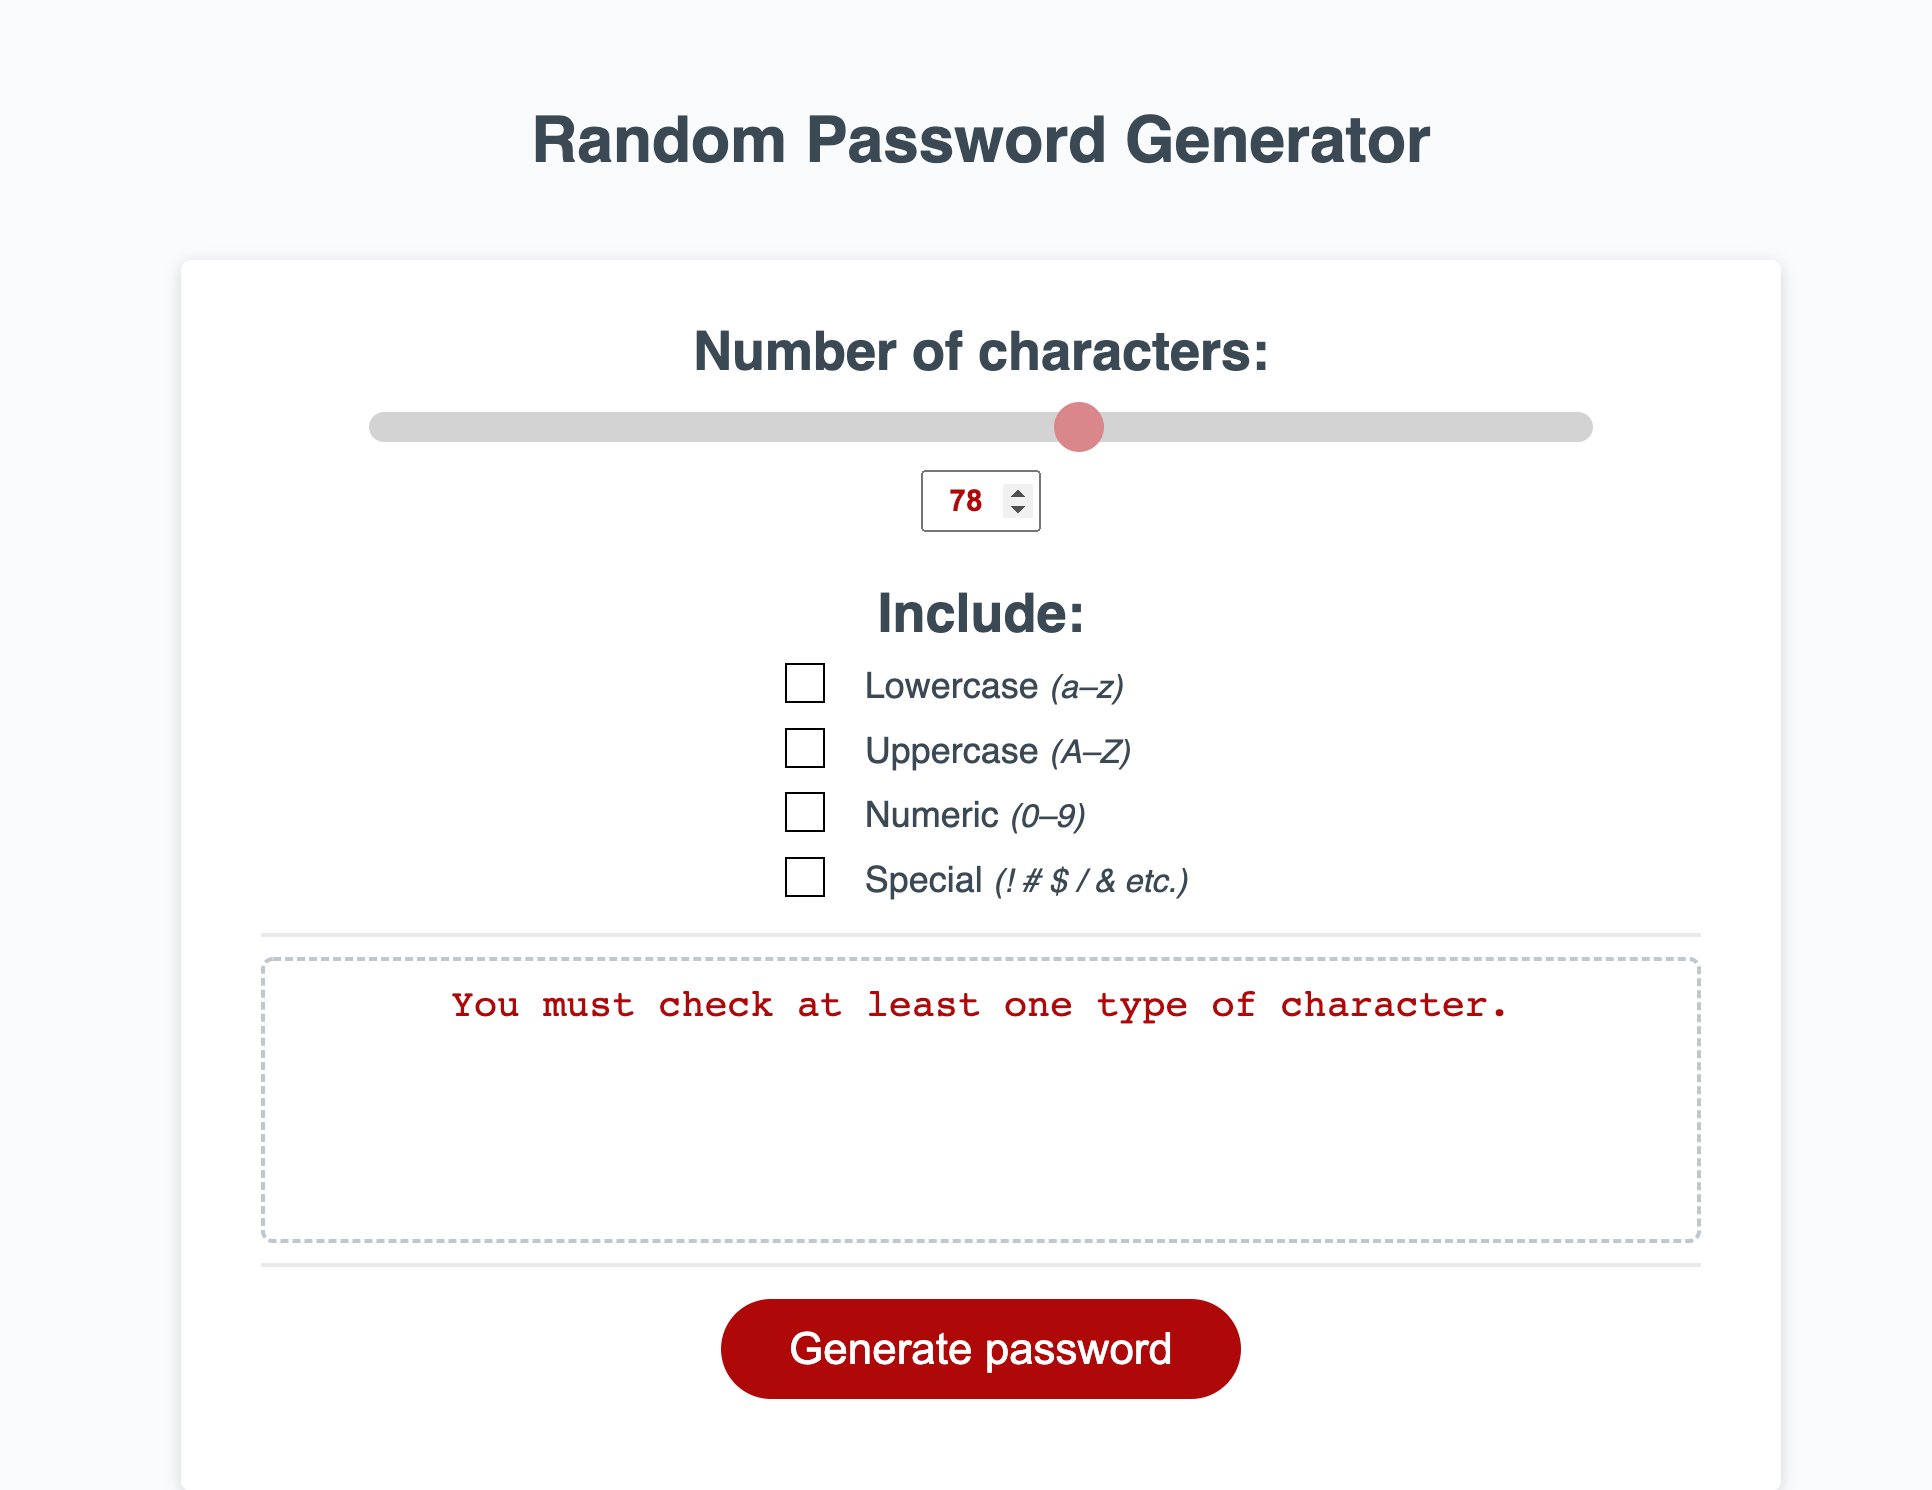 Random Password Generator
Number of characters:
78
Include:
Lowercase (a–z)
Uppercase (A–Z)
Numeric (0–9)
Special (! # $ / & etc.)
You must check at least one type of character.
Generate password